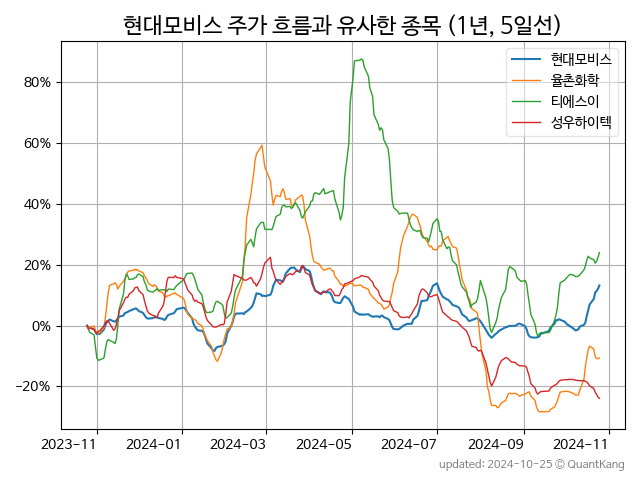 현대모비스 주가 흐름과 유사한 종목 (1년, 5일선)
현대모비스
율촌화학
티에스이
성우하이텍
80%
60%
40%
20%
0%
−20%
2023−11
2024−01
2024−03
2024−05
2024−07
2024−09
2024−11
updated: 2024-10-25 © QuantKang